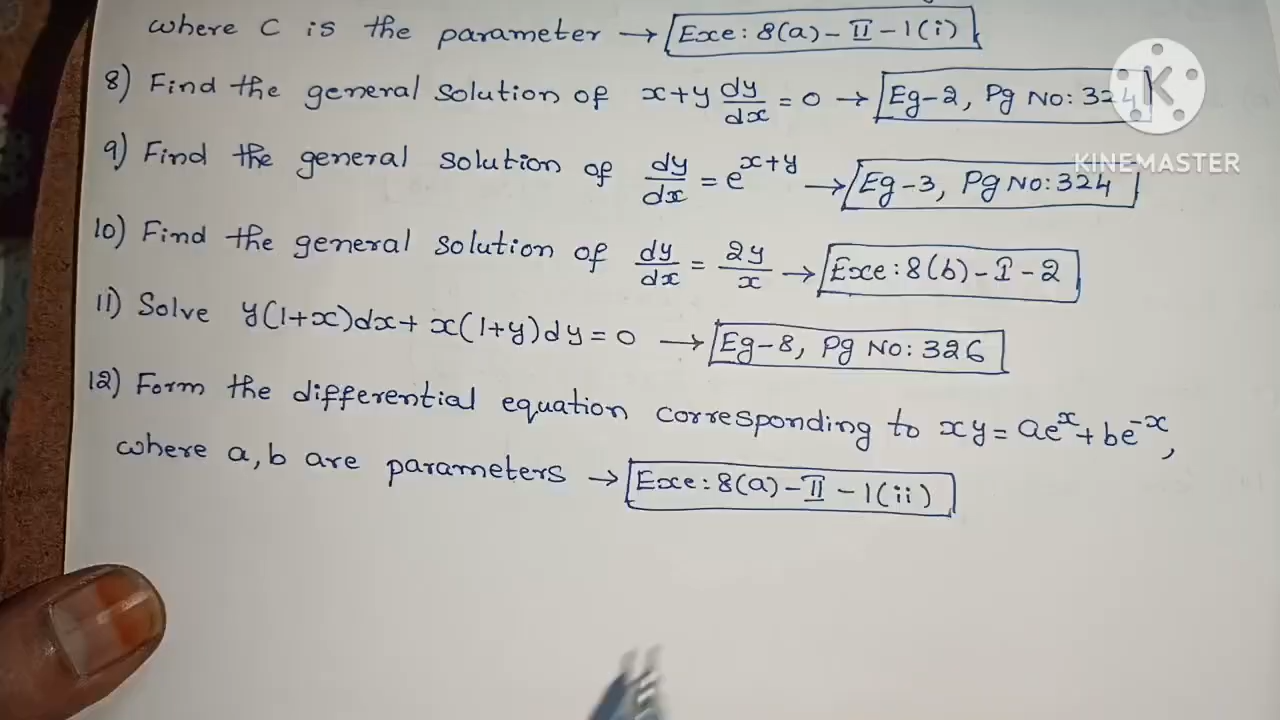 where C is the parameter → Exe: 8(a)-II-1(i)
8) Find the general solution of x+y dy/dx = 0 → Eg-2, Pg No: 324
K
KINEMASTER
9) Find the general solution of dy/dx = e^(x+y) → Eg-3, Pg No: 324
10) Find the general solution of dy/dx = 2y/x → Exe: 8(b)-I-2
11) Solve y(1+x)dx + x(1+y)dy = 0 → Eg-8, Pg No: 326
12) Form the differential equation corresponding to xy = ae^x + be^-x,
where a, b are parameters → Exe: 8(a)-II-1(ii)